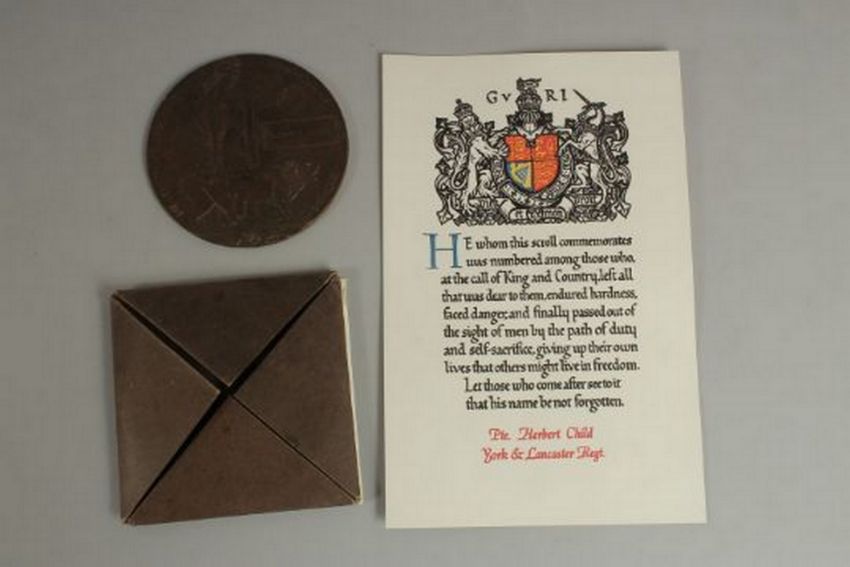 G V R I
HE whom this scroll commemorates
was numbered among those who,
at the call of King and Country, left all
that was dear to them, endured hardness,
faced danger, and finally passed out of
the sight of men by the path of duty
and self-sacrifice, giving up their own
lives that others might live in freedom.
Let those who come after see to it
that his name be not forgotten.
Pte. Herbert Child
York & Lancaster Regt.